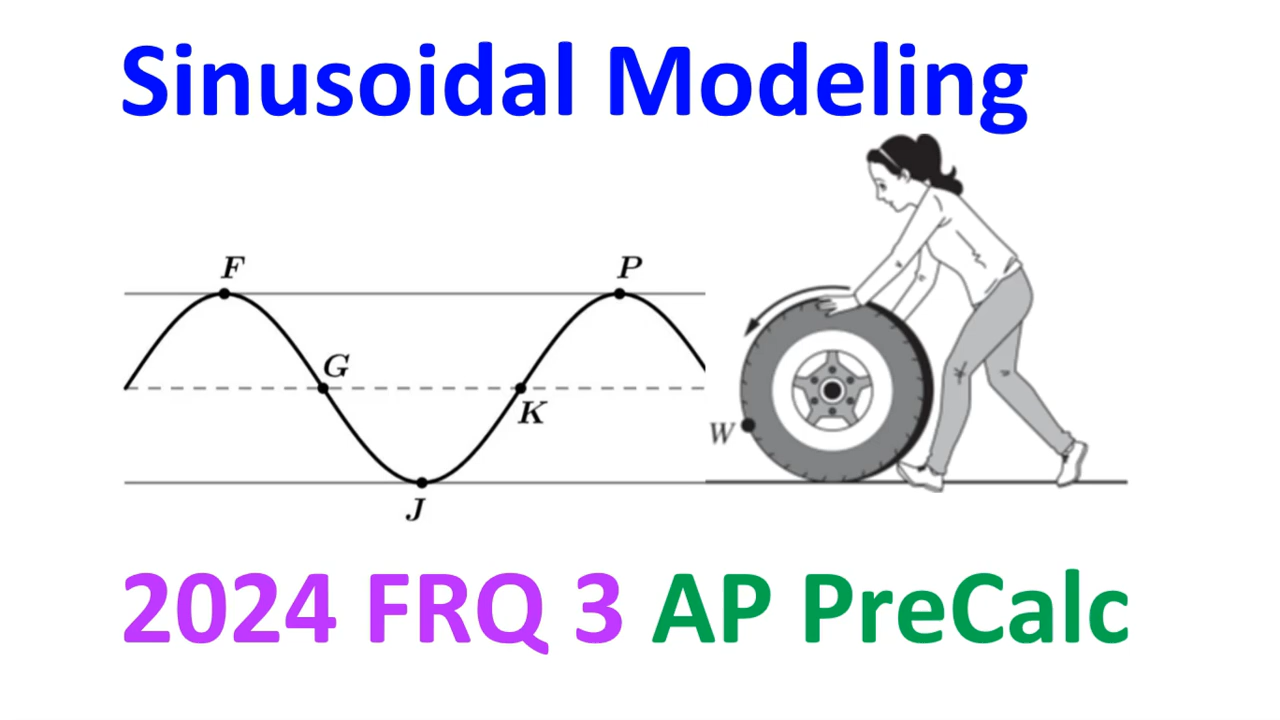 Sinusoidal Modeling
F
P
G
K
W
J
2024 FRQ 3 AP PreCalc